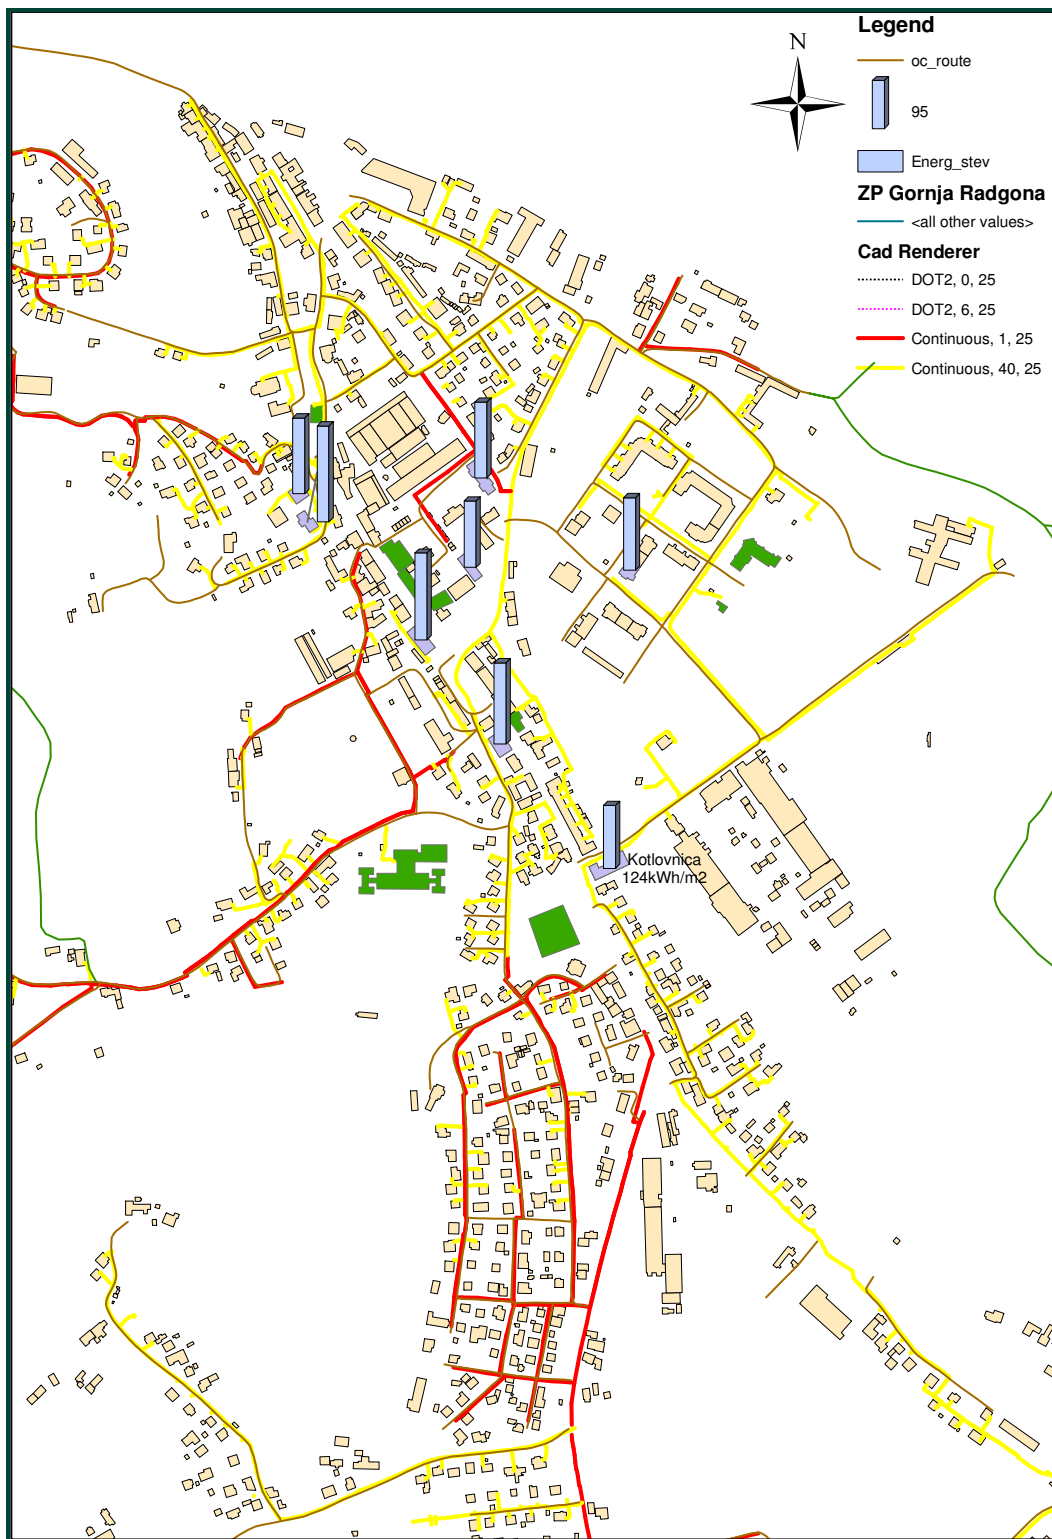 Legend
N
oc_route
95
Energ_stev
ZP Gornja Radgona
<all other values>
Cad Renderer
DOT2, 0, 25
DOT2, 6, 25
Continuous, 1, 25
Continuous, 40, 25
Kotlovnica
124kWh/m2